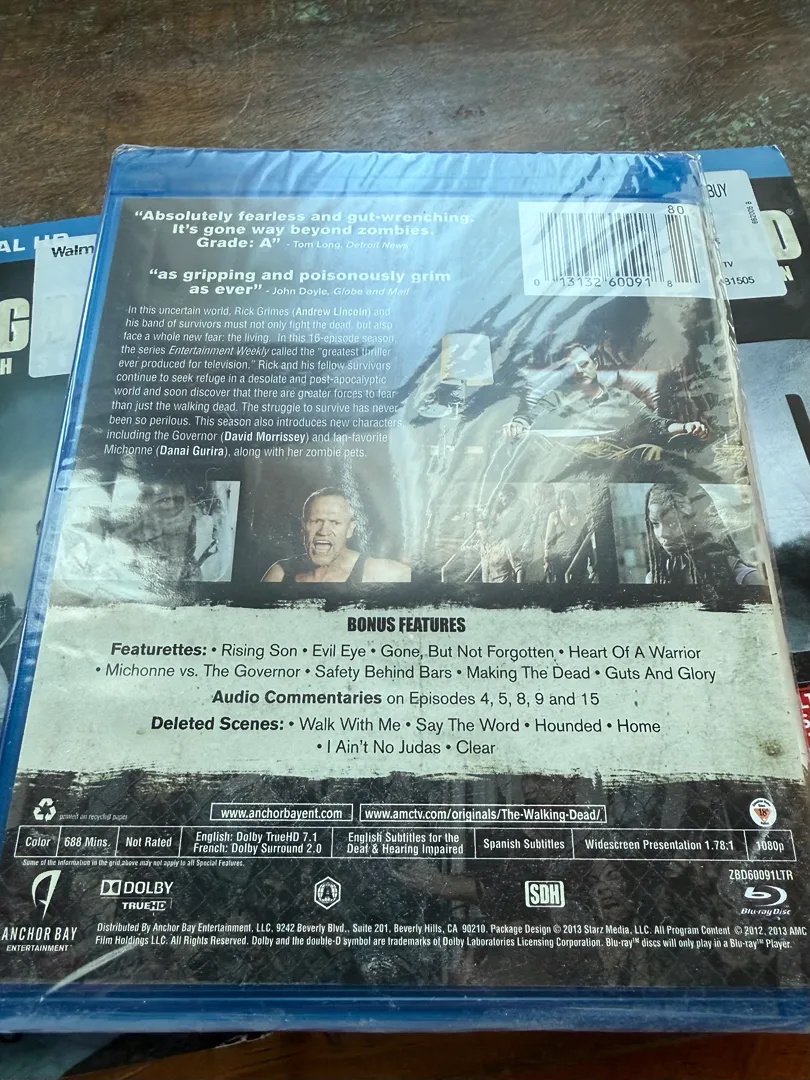 "Absolutely fearless and gut-wrenching.
It's gone way beyond zombies.
Grade: A" - Tom Long, Detroit News
"as gripping and poisonously grim
as ever" - John Doyle, Globe and Mail
In this uncertain world, Rick Grimes (Andrew Lincoln) and
his band of survivors must not only fight the dead, but also
face a whole new fear: the living. In this 16-episode season,
the series Entertainment Weekly called the "greatest thriller
ever produced for television." Rick and his fellow survivors
continue to seek refuge in a desolate and post-apocalyptic
world and soon discover that there are greater forces to fear
than just the walking dead. The struggle to survive has never
been so perilous. This season also introduces new characters
including the Governor (David Morrissey) and fan-favorite
Michonne (Danai Gurira), along with her zombie pets.
80
0 13132 60091 8
BUY
TV
31505
AL HD
Walm
G
H
D
N
BONUS FEATURES
Featurettes: • Rising Son • Evil Eye • Gone, But Not Forgotten • Heart Of A Warrior
• Michonne vs. The Governor • Safety Behind Bars • Making The Dead • Guts And Glory
Audio Commentaries on Episodes 4, 5, 8, 9 and 15
Deleted Scenes: • Walk With Me • Say The Word • Hounded • Home
• I Ain't No Judas • Clear
printed on recycled paper
www.anchorbayent.com
www.amctv.com/originals/The-Walking-Dead/
18
Color
688 Mins.
Not Rated
English: Dolby TrueHD 7.1
French: Dolby Surround 2.0
English Subtitles for the
Deaf & Hearing Impaired
Spanish Subtitles
Widescreen Presentation 1.78:1
1080p
Some of the information in the grid above may not apply to all Special Features.
ZBD60091LTR
DOLBY
TRUEHD
A
SDH
Blu-ray Disc
ANCHOR BAY
ENTERTAINMENT
Distributed By Anchor Bay Entertainment, LLC, 9242 Beverly Blvd., Suite 201, Beverly Hills, CA 90210. Package Design © 2013 Starz Media, LLC. All Program Content © 2012, 2013 AMC
Film Holdings LLC. All Rights Reserved. Dolby and the double-D symbol are trademarks of Dolby Laboratories Licensing Corporation. Blu-ray™ discs will only play in a Blu-ray™ Player.